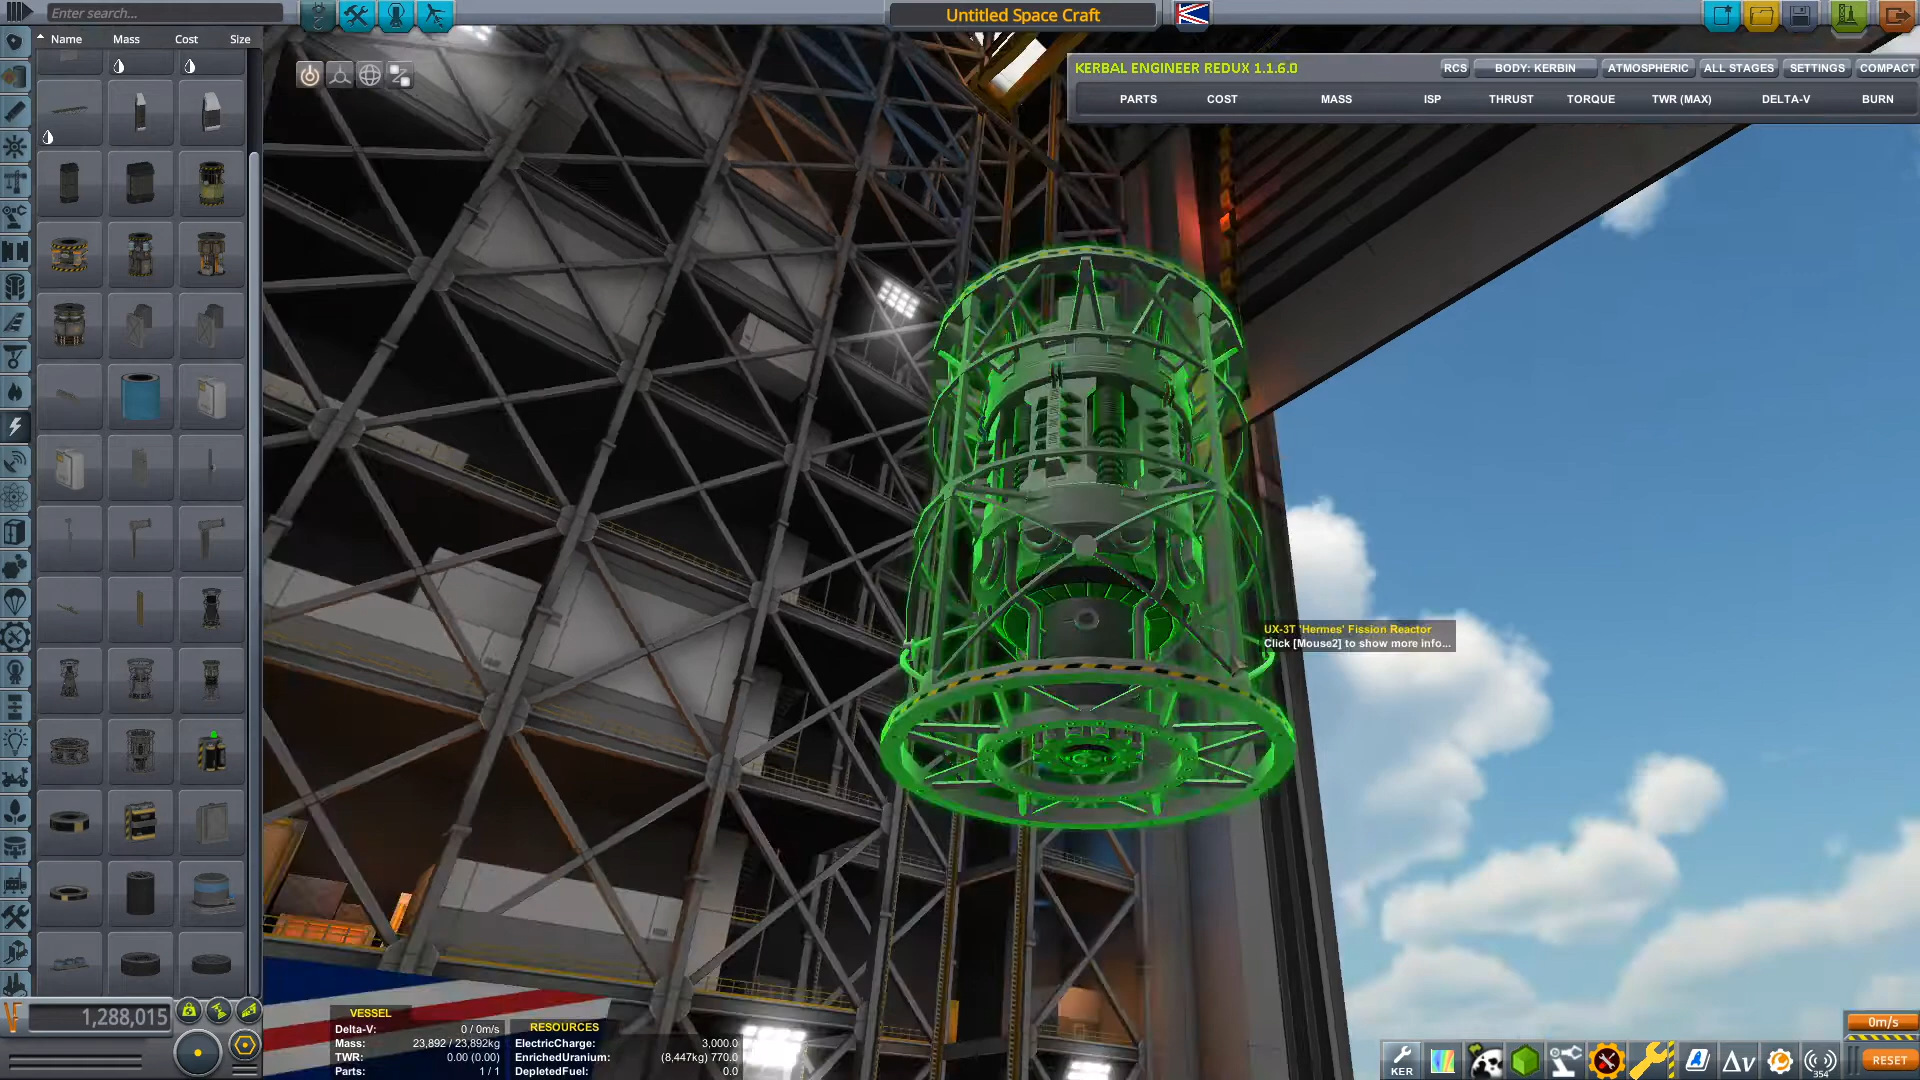 Enter search...
Untitled Space Craft
Name Mass Cost Size
KERBAL ENGINEER REDUX 1.1.6.0
RCS BODY: KERBIN ATMOSPHERIC ALL STAGES SETTINGS COMPACT
PARTS COST MASS ISP THRUST TORQUE TWR (MAX) DELTA-V BURN
UX-3T 'Hermes' Fission Reactor
Click [Mouse2] to show more info...
1,288,015
VESSEL
Delta-V: 0 / 0m/s
Mass: 23,892 / 23,892kg
TWR: 0.00 (0.00)
Parts: 1 / 1
RESOURCES
ElectricCharge: 3,000.0
EnrichedUranium: (8,447kg) 770.0
DepletedFuel: 0.0
0m/s
KER
Δv
354
RESET